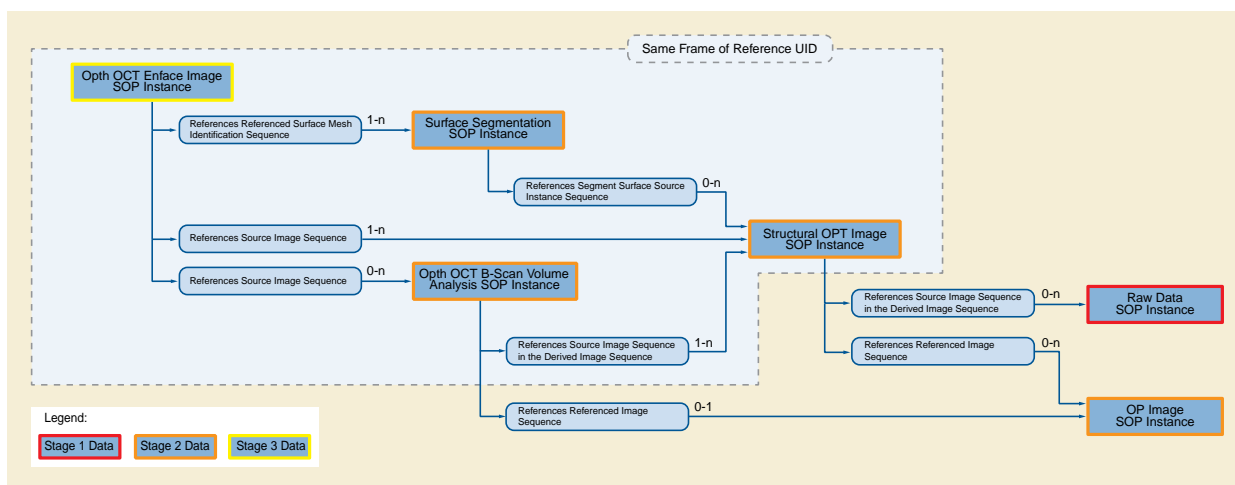 Same Frame of Reference UID
Opth OCT Enface Image
SOP Instance
References Referenced Surface Mesh
Identification Sequence
1-n
Surface Segmentation
SOP Instance
References Segment Surface Source
Instance Sequence
0-n
References Source Image Sequence
1-n
Structural OPT Image
SOP Instance
References Source Image Sequence
0-n
Opth OCT B-Scan Volume
Analysis SOP Instance
References Source Image Sequence
in the Derived Image Sequence
0-n
Raw Data
SOP Instance
References Source Image Sequence
in the Derived Image Sequence
1-n
References Referenced Image
Sequence
0-n
References Referenced Image
Sequence
0-1
OP Image
SOP Instance
Legend:
Stage 1 Data
Stage 2 Data
Stage 3 Data